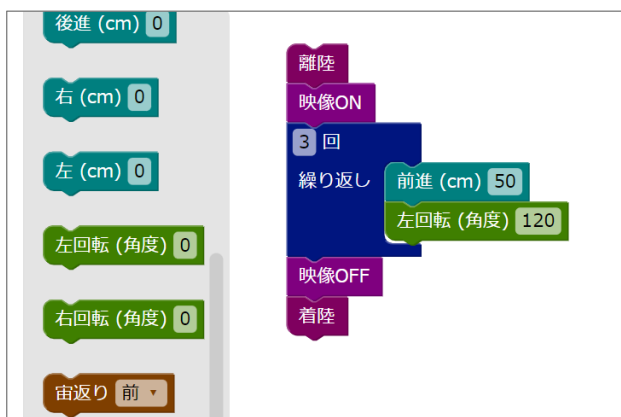 後進 (cm) 0
右 (cm) 0
左 (cm) 0
左回転 (角度) 0
右回転 (角度) 0
宙返り 前
離陸
映像ON
3 回
繰り返し
前進 (cm) 50
左回転 (角度) 120
映像OFF
着陸